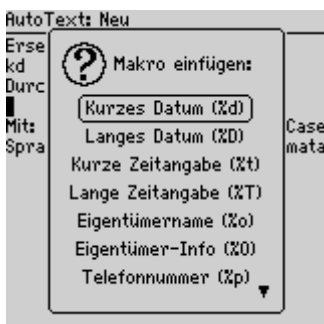 AutoText: Neu
Erse
kd
Durc
Mit:
Spra
Case
mata
Makro einfügen:
Kurzes Datum (%d)
Langes Datum (%D)
Kurze Zeitangabe (%t)
Lange Zeitangabe (%T)
Eigentümername (%o)
Eigentümer-Info (%O)
Telefonnummer (%p)